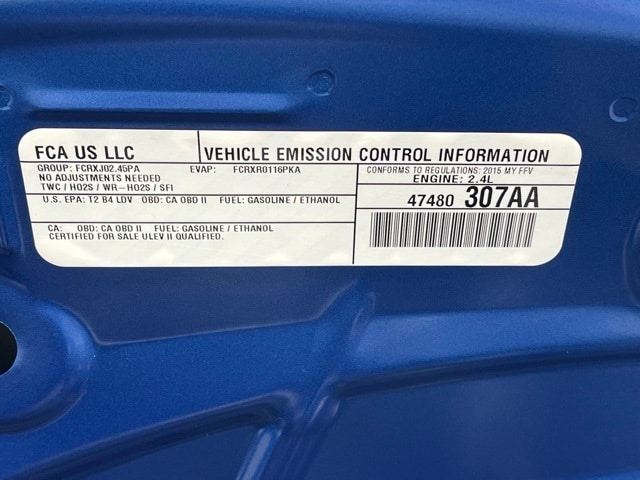 FCA US LLC
VEHICLE EMISSION CONTROL INFORMATION
GROUP: FCRXJ02.45PA EVAP: FCRXR0116PKA
NO ADJUSTMENTS NEEDED
TWC / HO2S / WR-HO2S / SFI
CONFORMS TO REGULATIONS: 2015 MY FFV
ENGINE: 2.4L
U.S. EPA: T2 B4 LDV OBD: CA OBD II FUEL: GASOLINE / ETHANOL
47480 307AA
CA: OBD: CA OBD II FUEL: GASOLINE / ETHANOL
CERTIFIED FOR SALE ULEV II QUALIFIED.